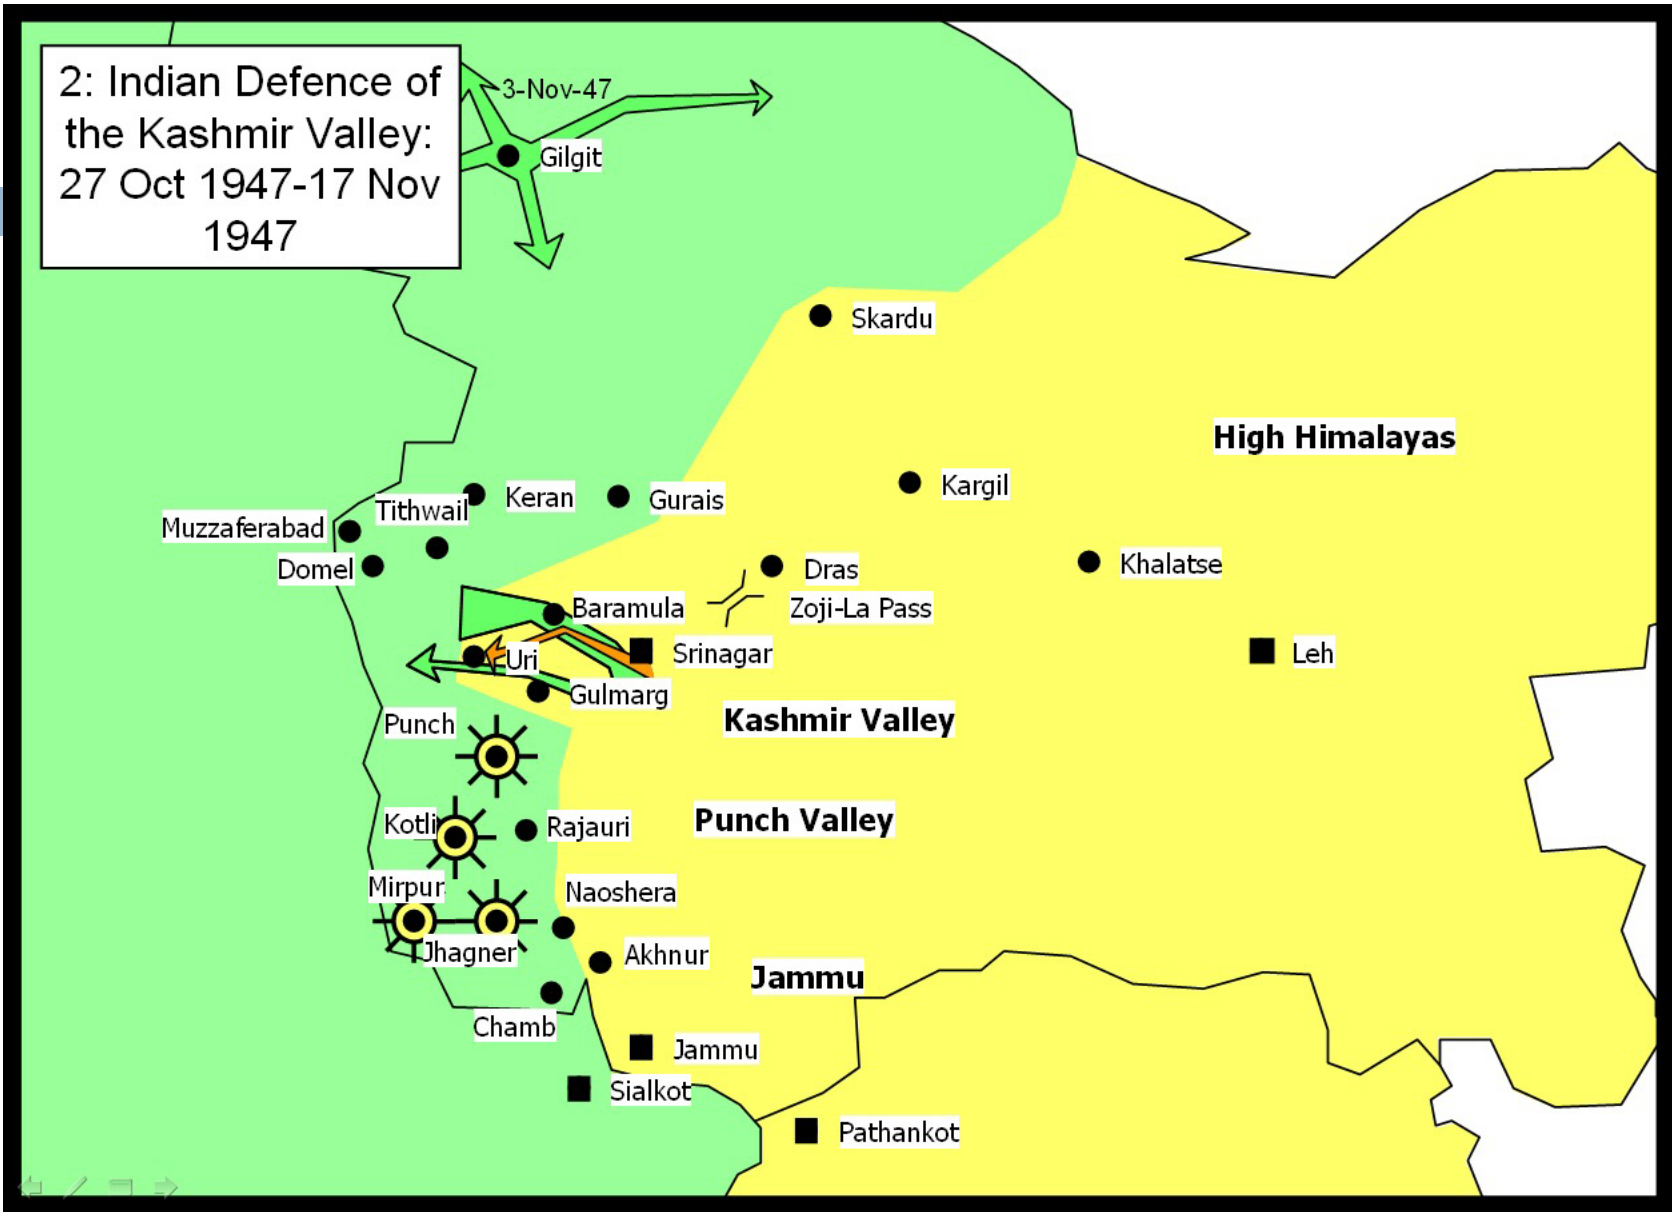 2: Indian Defence of
the Kashmir Valley:
27 Oct 1947-17 Nov
1947
3-Nov-47
Gilgit
Skardu
High Himalayas
Kargil
Keran
Gurais
Tithwail
Muzzaferabad
Domel
Dras
Khalatse
Baramula
Zoji-La Pass
Uri
Srinagar
Leh
Gulmarg
Punch
Kashmir Valley
Kotli
Rajauri
Punch Valley
Mirpur
Naoshera
Jhagner
Akhnur
Jammu
Chamb
Jammu
Sialkot
Pathankot